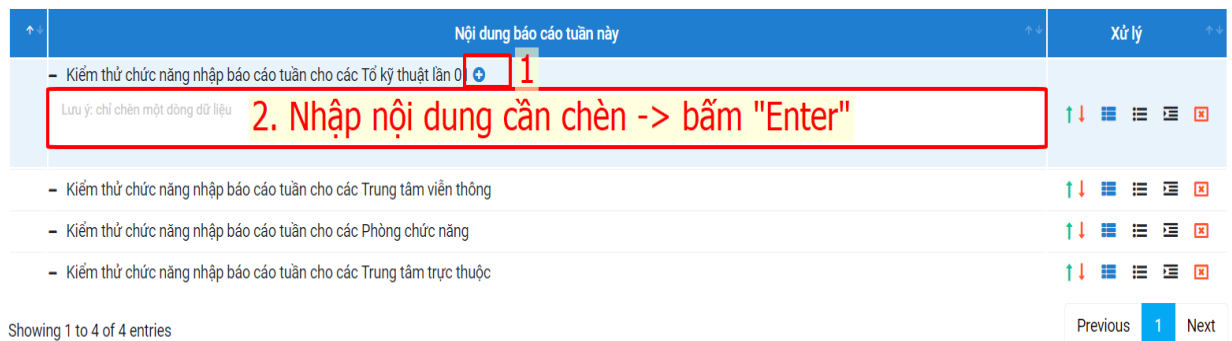 Nội dung báo cáo tuần này Xử lý
– Kiểm thử chức năng nhập báo cáo tuần cho các Tổ kỹ thuật lần 01 1
Lưu ý: chỉ chèn một dòng dữ liệu 2. Nhập nội dung cần chèn -> bấm "Enter"
– Kiểm thử chức năng nhập báo cáo tuần cho các Trung tâm viễn thông
– Kiểm thử chức năng nhập báo cáo tuần cho các Phòng chức năng
– Kiểm thử chức năng nhập báo cáo tuần cho các Trung tâm trực thuộc
Showing 1 to 4 of 4 entries Previous 1 Next